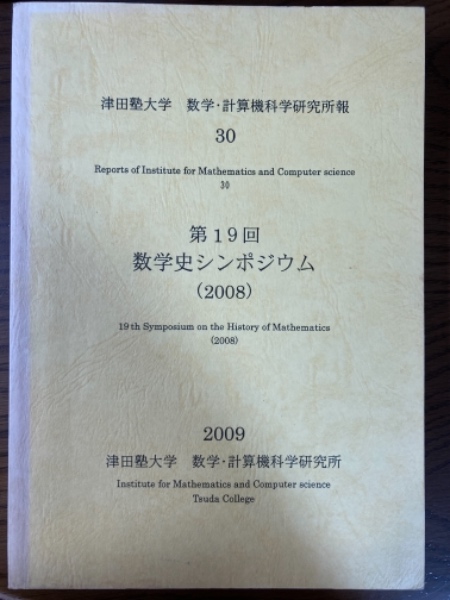 津田塾大学 数学・計算機科学研究所報
30
Reports of Institute for Mathematics and Computer science
30
第19回
数学史シンポジウム
(2008)
19th Symposium on the History of Mathematics
(2008)
2009
津田塾大学 数学・計算機科学研究所
Institute for Mathematics and Computer science
Tsuda College